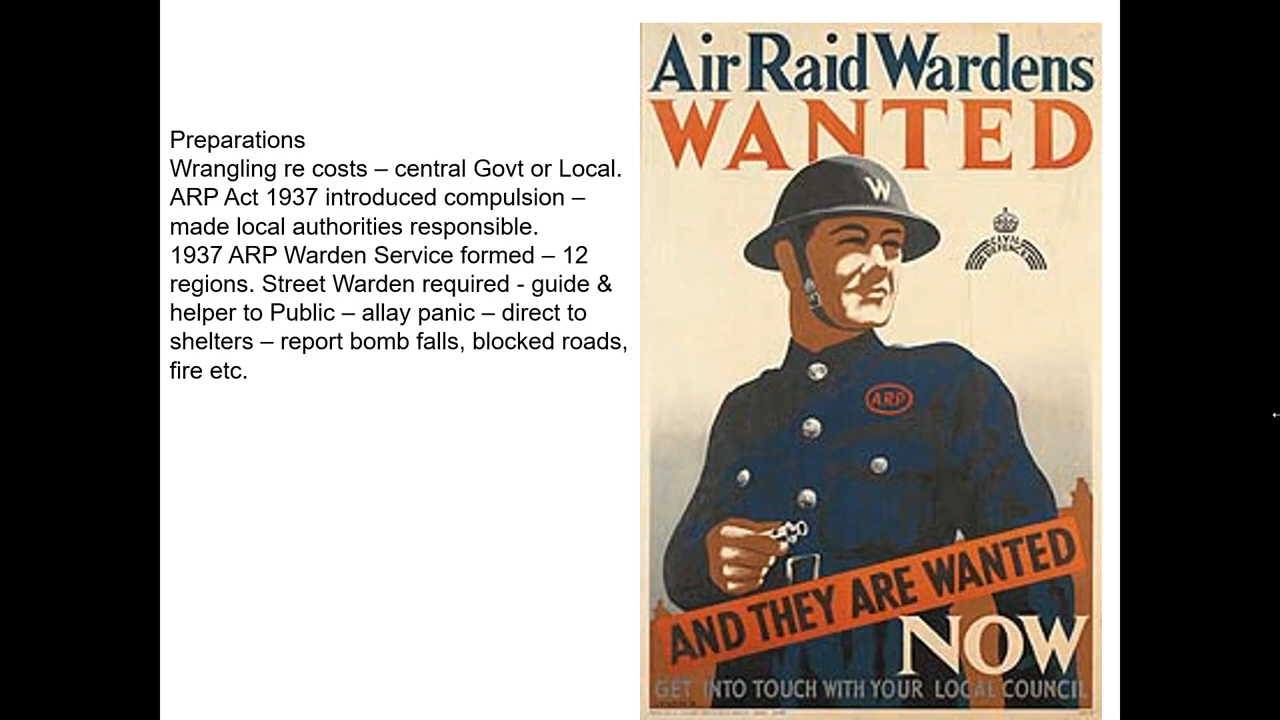 Preparations
Wrangling re costs – central Govt or Local.
ARP Act 1937 introduced compulsion –
made local authorities responsible.
1937 ARP Warden Service formed – 12
regions. Street Warden required - guide &
helper to Public – allay panic – direct to
shelters – report bomb falls, blocked roads,
fire etc.
Air Raid Wardens
WANTED
W
CIVIL
DEFENCE
ARP
AND THEY ARE WANTED
NOW
GET INTO TOUCH WITH YOUR LOCAL COUNCIL